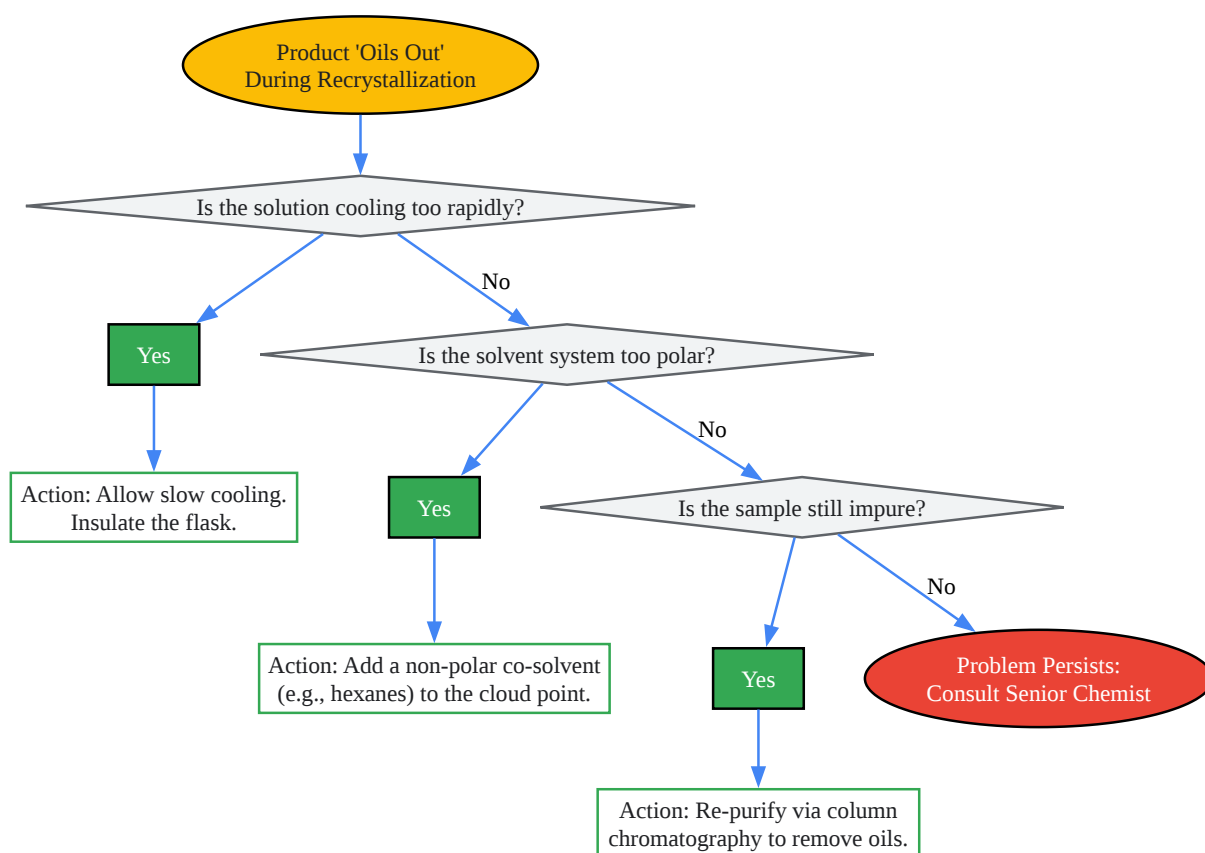 Product 'Oils Out'
During Recrystallization
Is the solution cooling too rapidly?
No
Yes
Is the solvent system too polar?
No
Action: Allow slow cooling.
Insulate the flask.
Yes
Is the sample still impure?
No
Action: Add a non-polar co-solvent
(e.g., hexanes) to the cloud point.
Yes
Problem Persists:
Consult Senior Chemist
Action: Re-purify via column
chromatography to remove oils.